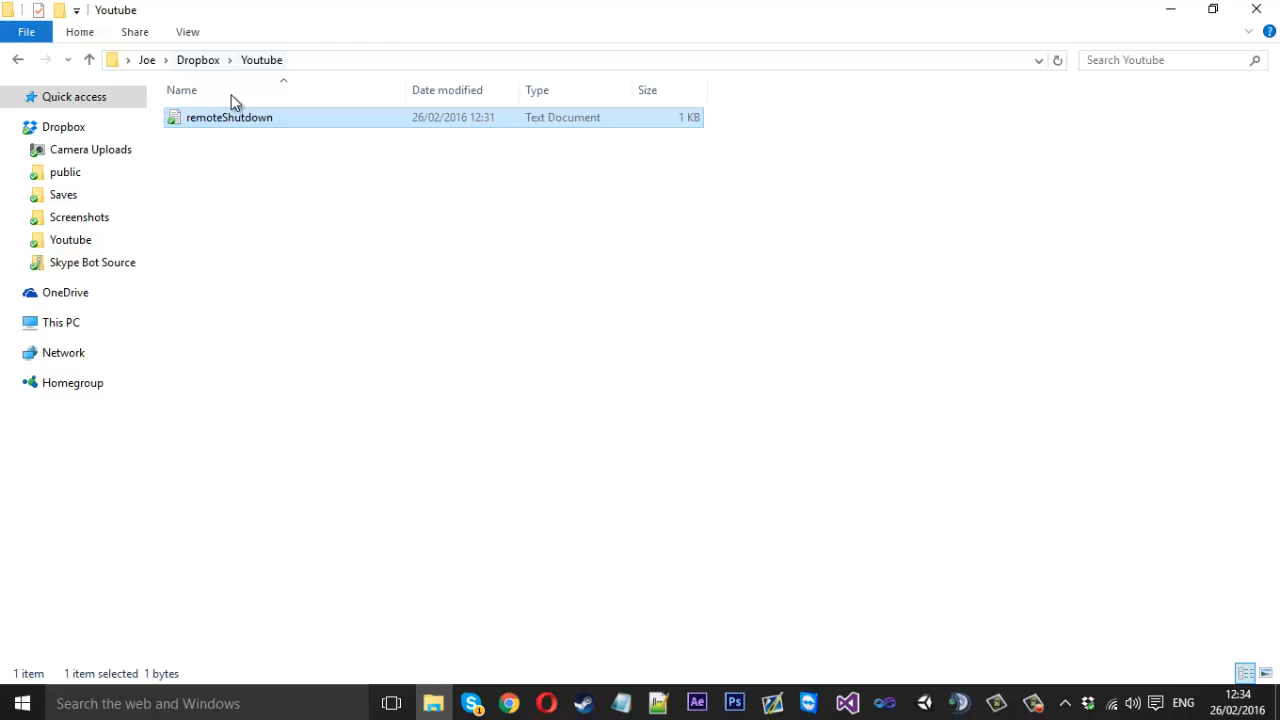 Youtube
File Home Share View
Joe Dropbox Youtube
Search Youtube
Name Date modified Type Size
remoteShutdown 26/02/2016 12:31 Text Document 1 KB
Quick access
Dropbox
Camera Uploads
public
Saves
Screenshots
Youtube
Skype Bot Source
OneDrive
This PC
Network
Homegroup
1 item 1 item selected 1 bytes
Search the web and Windows
1
Ae
Ps
ENG
12:34
26/02/2016